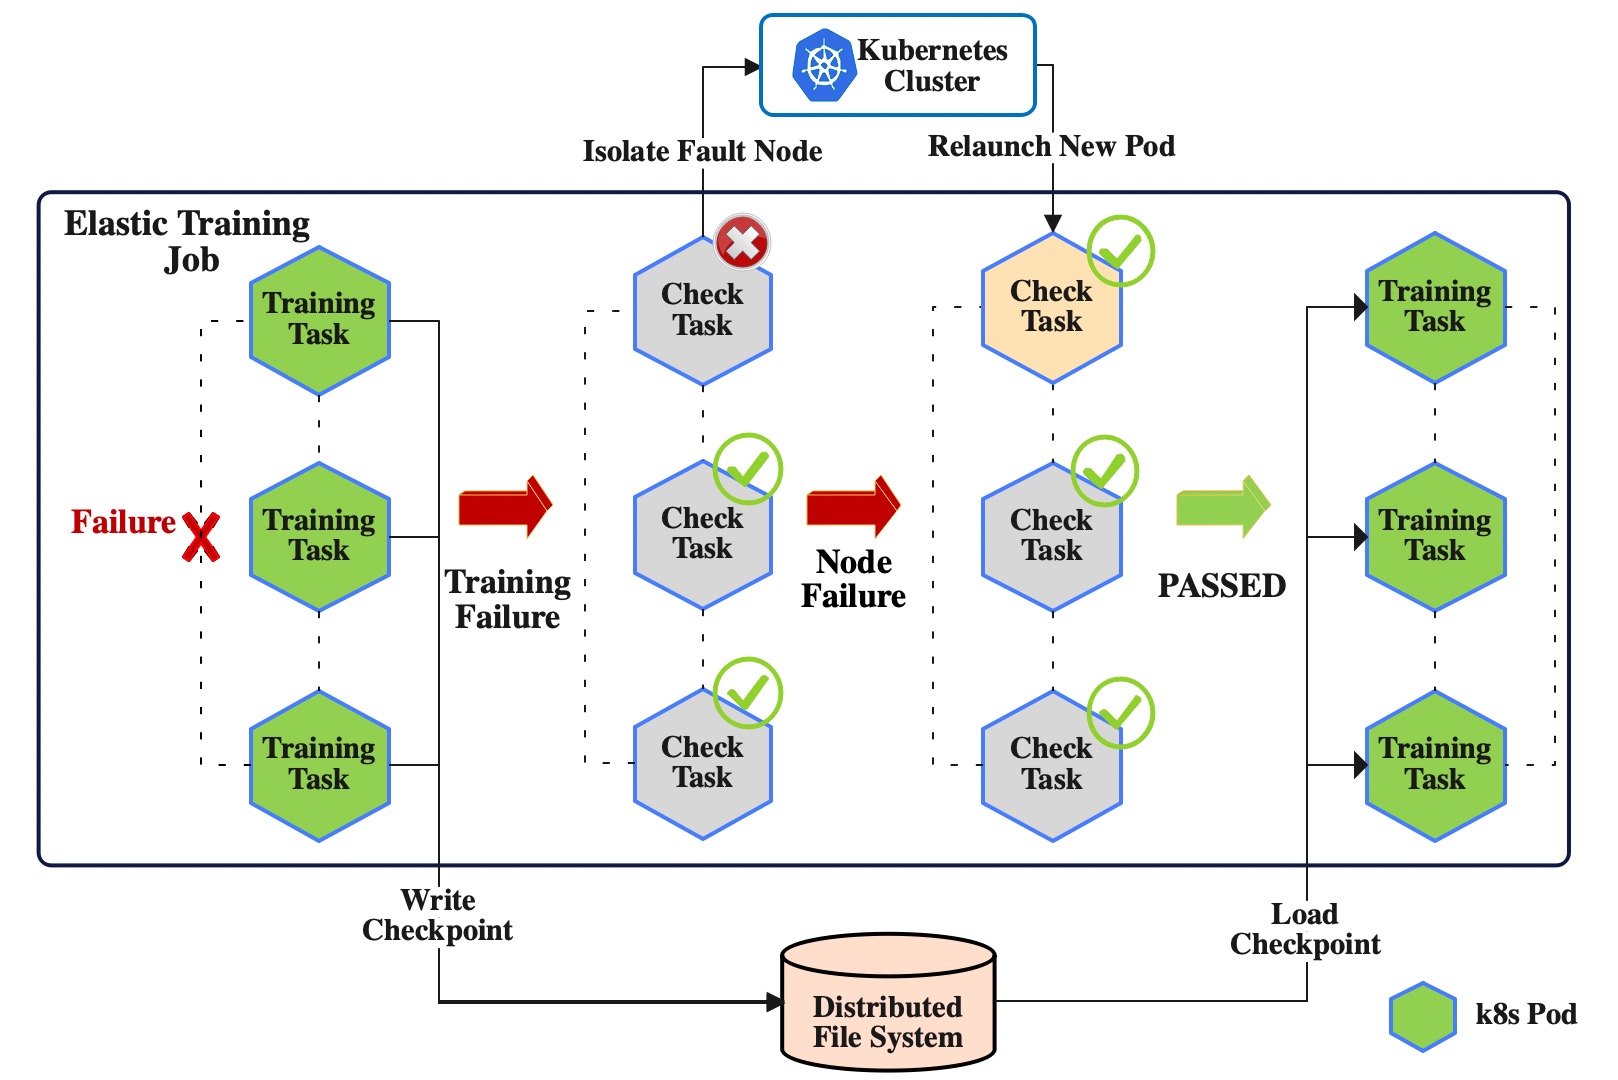 Kubernetes
Cluster
Isolate Fault Node
Relaunch New Pod
Elastic Training
Job
Training
Task
Check
Task
Check
Task
Training
Task
Failure
Training
Task
Training
Failure
Check
Task
Node
Failure
Check
Task
PASSED
Training
Task
Training
Task
Check
Task
Check
Task
Training
Task
Write
Checkpoint
Load
Checkpoint
Distributed
File System
k8s Pod